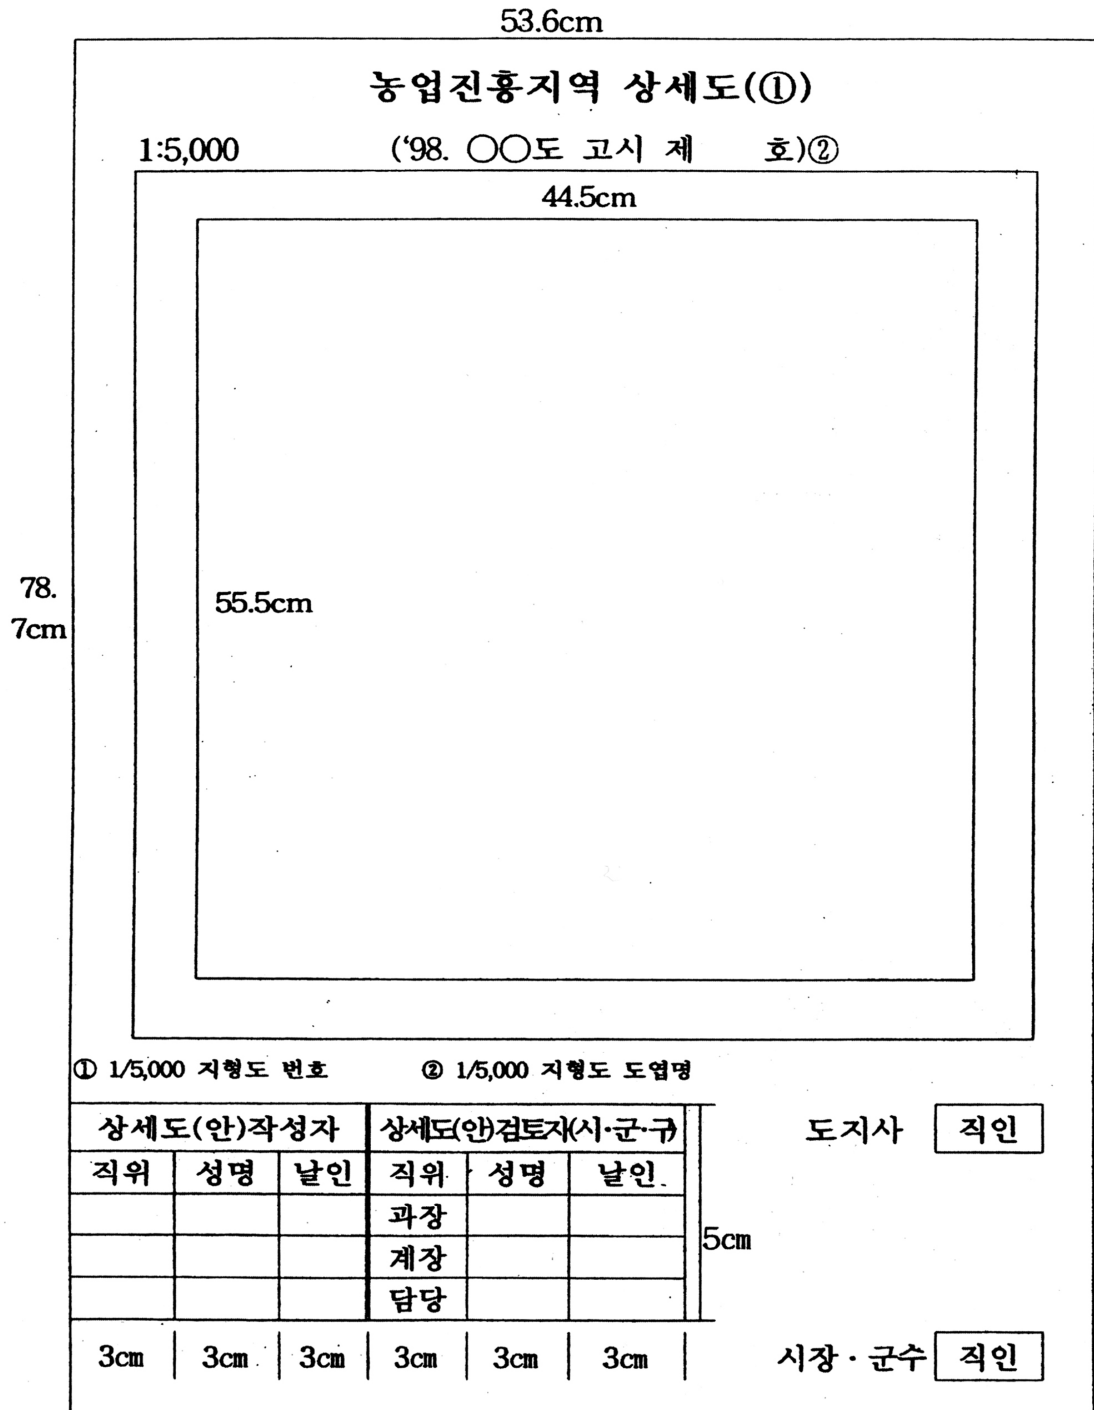 53.6cm
농업진흥지역 상세도(①)
1:5,000 ('98. ○○도 고시 제 호)②
44.5cm
78.
7cm
55.5cm
① 1/5,000 지형도 번호 ② 1/5,000 지형도 도엽명
상세도(안)작성자 상세도(안)검토자(시·군·구) 도지사 직인
직위 성명 날인 직위 성명 날인
과장
5cm
계장
담당
3cm 3cm 3cm 3cm 3cm 3cm 시장 · 군수 직인